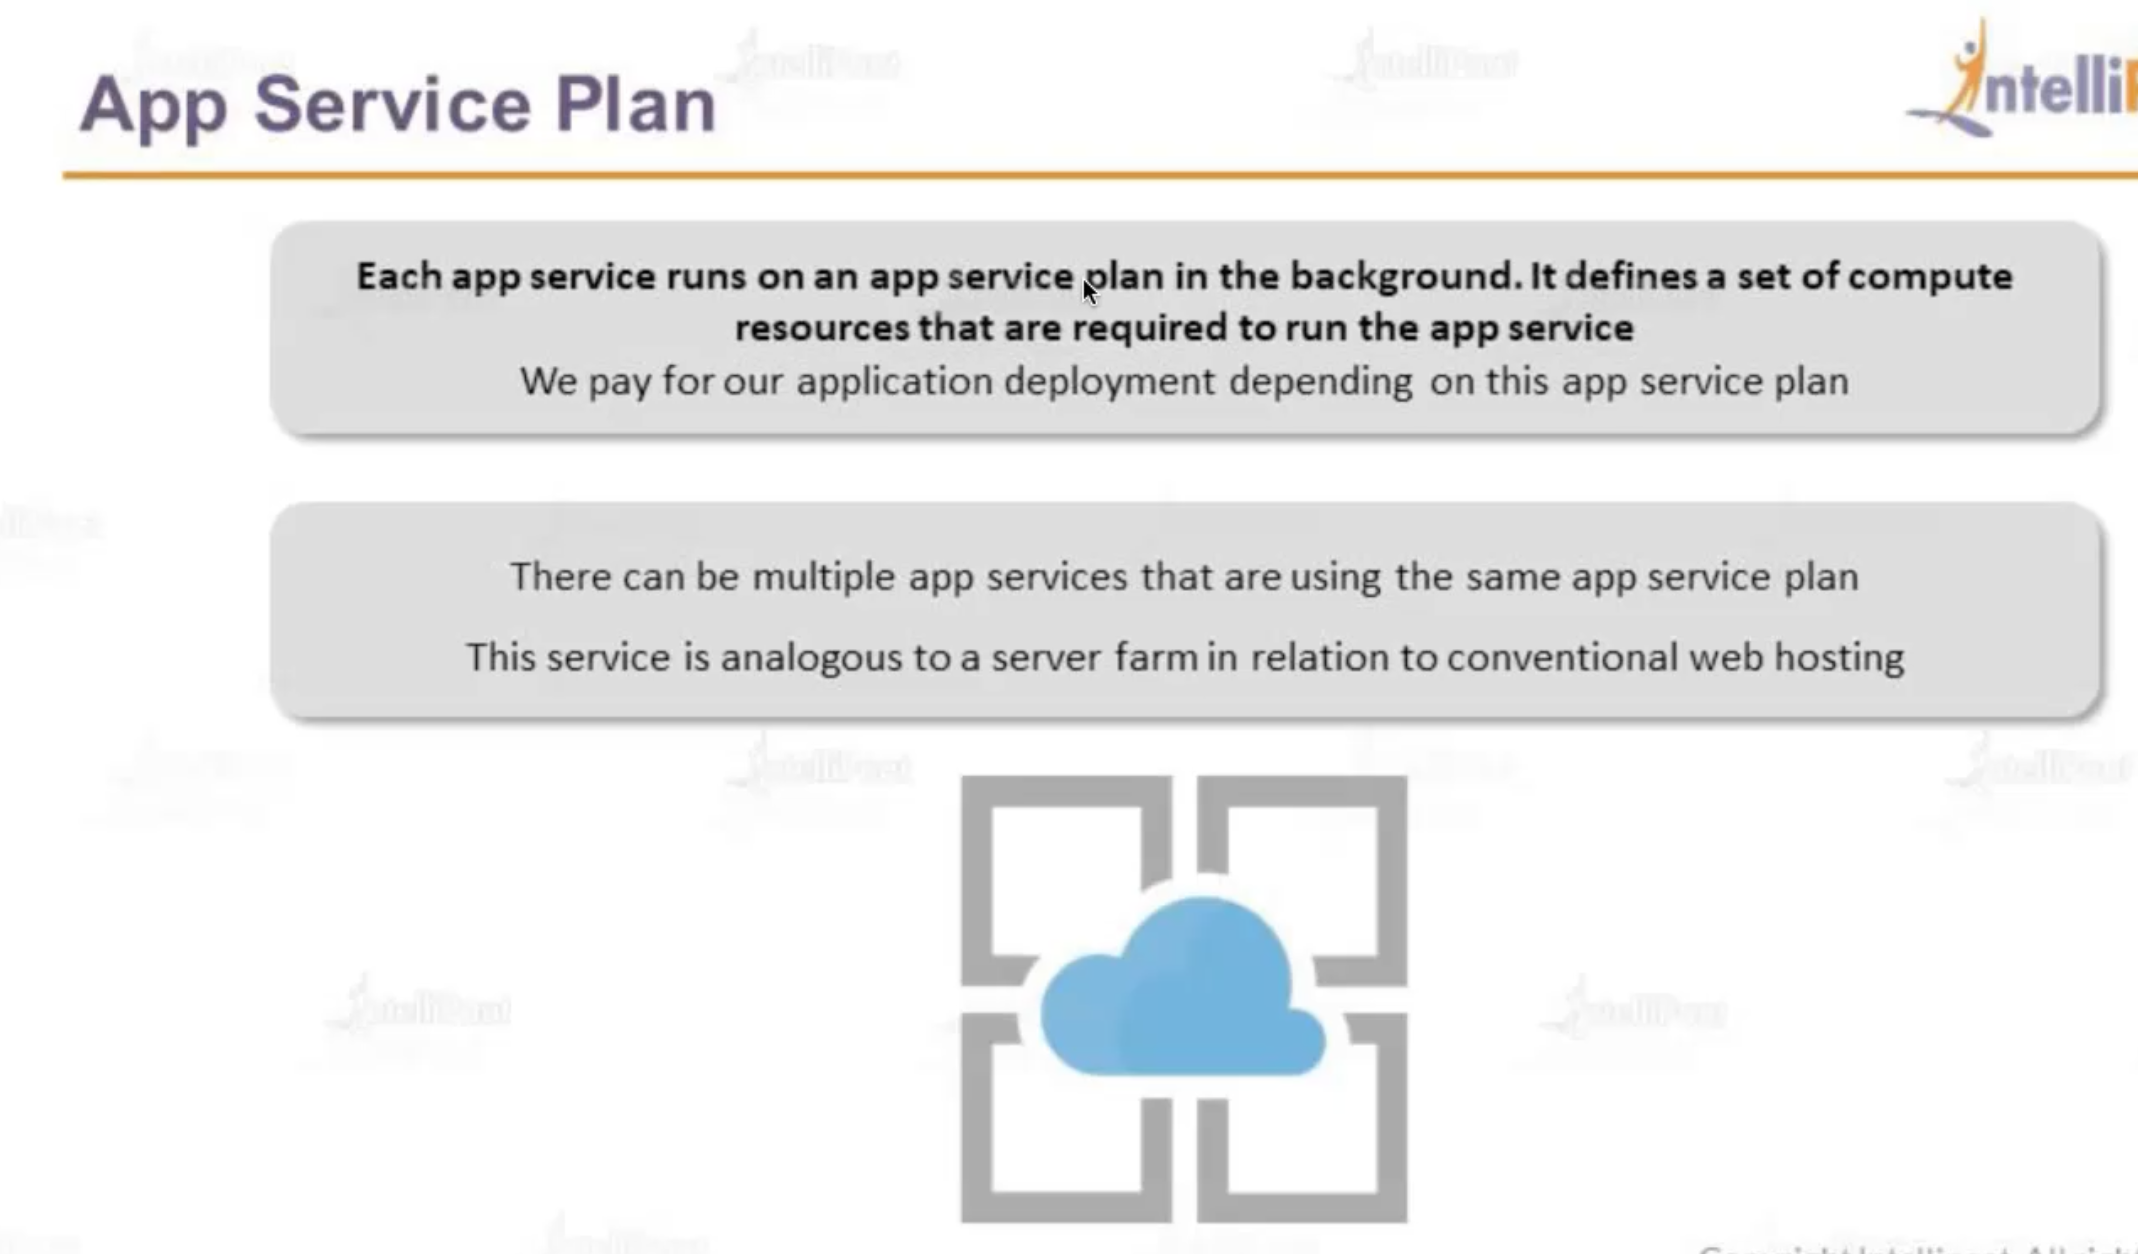 App Service Plan
ntelli
Each app service runs on an app service plan in the background. It defines a set of compute
resources that are required to run the app service
We pay for our application deployment depending on this app service plan
There can be multiple app services that are using the same app service plan
This service is analogous to a server farm in relation to conventional web hosting